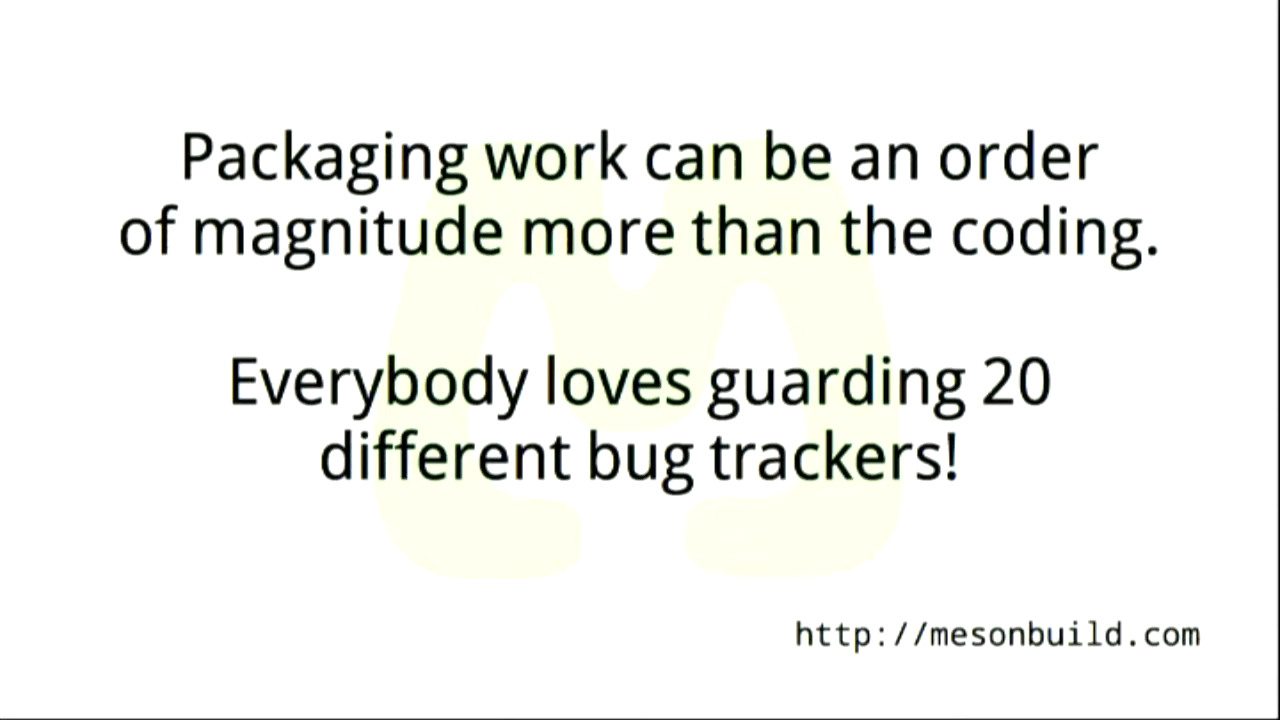 Packaging work can be an order
of magnitude more than the coding.
Everybody loves guarding 20
different bug trackers!
http://mesonbuild.com